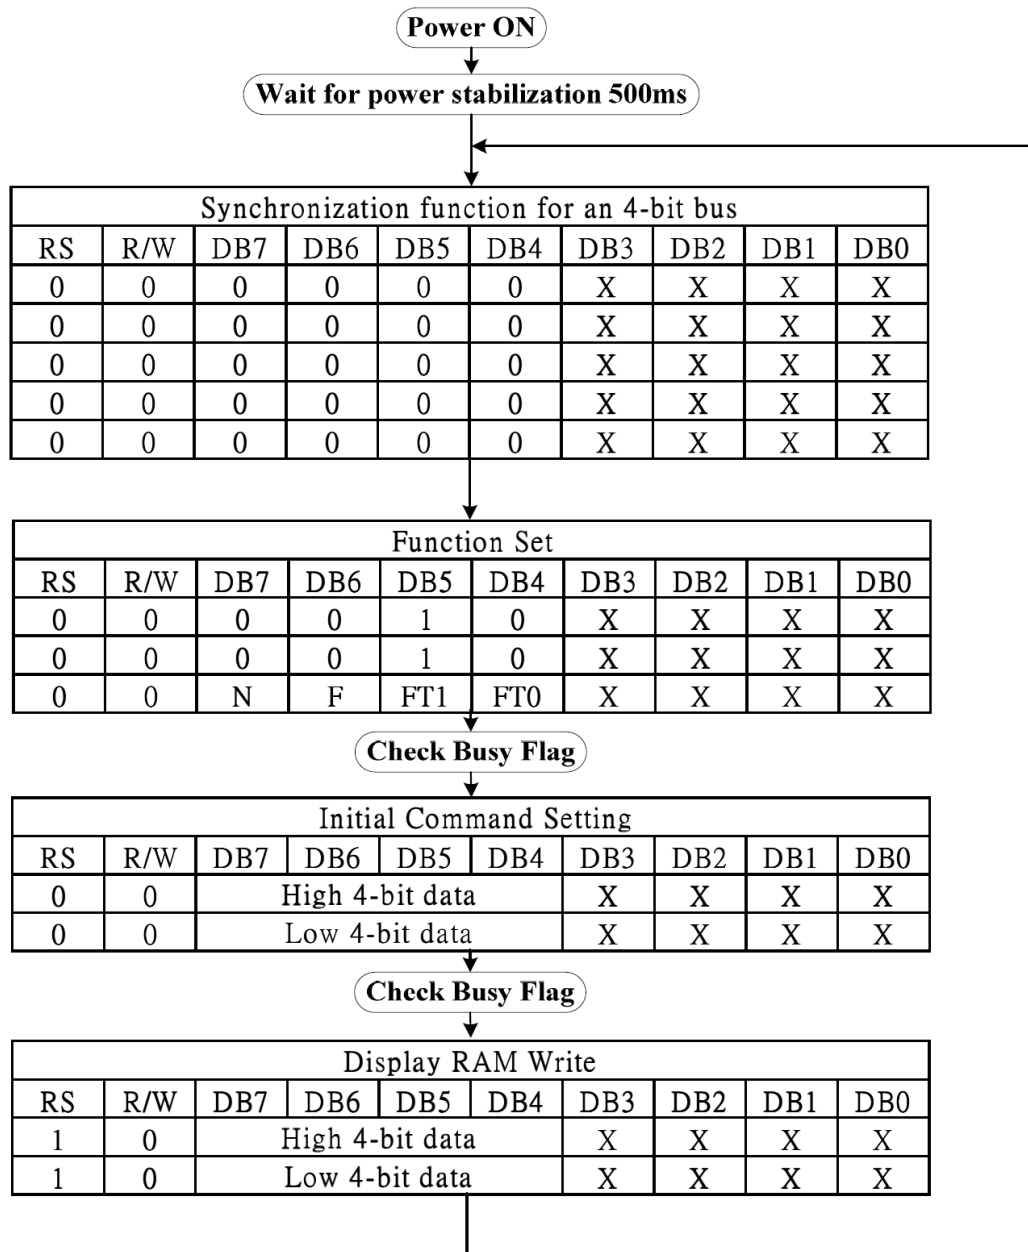 Power ON
Wait for power stabilization 500ms
Synchronization function for an 4-bit bus
RS R/W DB7 DB6 DB5 DB4 DB3 DB2 DB1 DB0
0 0 0 0 0 0 X X X X
0 0 0 0 0 0 X X X X
0 0 0 0 0 0 X X X X
0 0 0 0 0 0 X X X X
0 0 0 0 0 0 X X X X
Function Set
RS R/W DB7 DB6 DB5 DB4 DB3 DB2 DB1 DB0
0 0 0 0 1 0 X X X X
0 0 0 0 1 0 X X X X
0 0 N F FT1 FT0 X X X X
Check Busy Flag
Initial Command Setting
RS R/W DB7 DB6 DB5 DB4 DB3 DB2 DB1 DB0
0 0 High 4-bit data X X X X
0 0 Low 4-bit data X X X X
Check Busy Flag
Display RAM Write
RS R/W DB7 DB6 DB5 DB4 DB3 DB2 DB1 DB0
1 0 High 4-bit data X X X X
1 0 Low 4-bit data X X X X